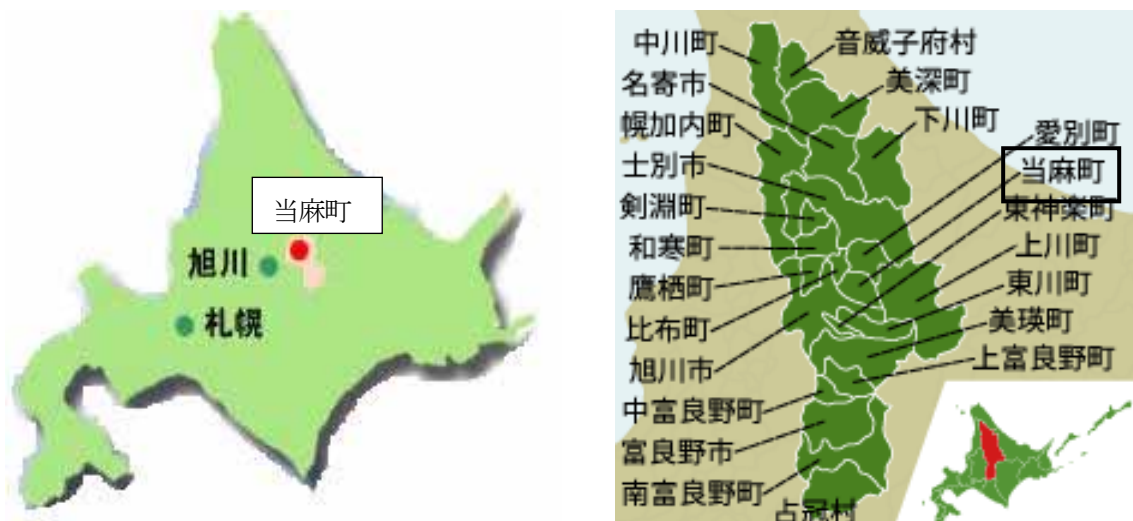 当麻町
旭川
札幌
中川町
音威子府村
名寄市
美深町
幌加内町
下川町
愛別町
士別市
当麻町
剣淵町
東神楽町
和寒町
上川町
鷹栖町
東川町
比布町
美瑛町
旭川市
上富良野町
中富良野町
富良野市
南富良野町
占冠村